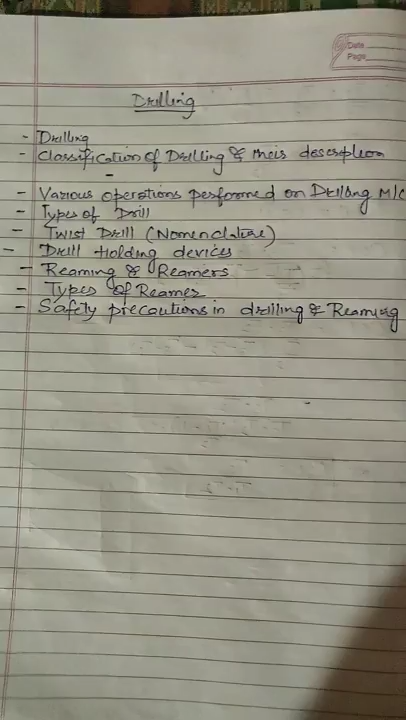 Date
Page
Drilling
- Drilling
- Classification of Drilling & their description
- Various operations performed on Drilling M/C
- Types of Drill
- Twist Drill (Nomenclature)
- Drill Holding devices
- Reaming & Reamers
- Types of Reamer
- Safety precautions in drilling & Reaming